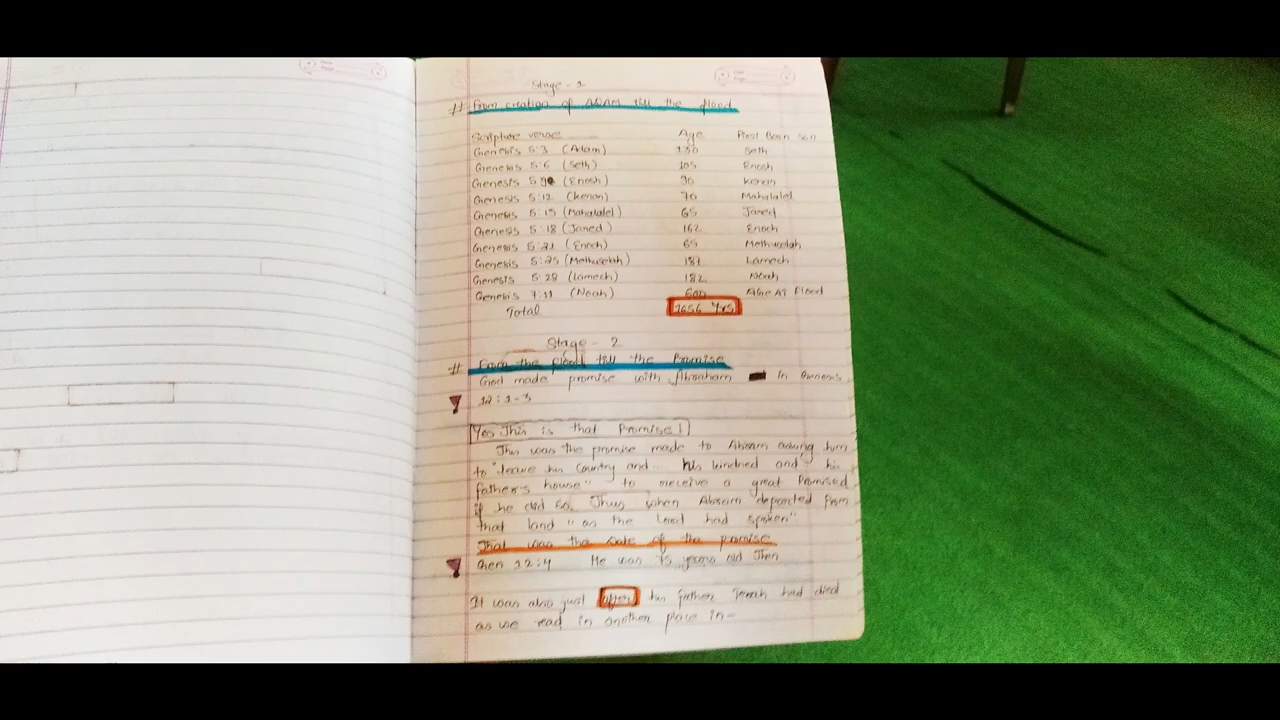 Stage - 1
# From creation of ADAM till the flood
Scripture verse Age First Born son
Genesis 5:3 (Adam) 130 Seth
Genesis 5:6 (Seth) 105 Enosh
Genesis 5:9 (Enosh) 90 Kenan
Genesis 5:12 (Kenan) 70 Mahalalel
Genesis 5:15 (Mahalalel) 65 Jared
Genesis 5:18 (Jared) 162 Enoch
Genesis 5:21 (Enoch) 65 Methuselah
Genesis 5:25 (Methuselah) 187 Lamech
Genesis 5:28 (Lamech) 182 Noah
Genesis 7:11 (Noah) 600 Age At Flood
Total 1656 Yrs
Stage - 2
# From the flood till the Promise
God made promise with Abraham In Genesis
12:1-3
Yes This is that Promise!
This was the promise made to Abram asking him
to "leave his country and his kindred and his
father's house" to receive a great Promised
if he did so. Thus when Abram departed from
that land "as the Lord had spoken"
That was the date of the promise
Gen 12:4 He was 75 years old Then
It was also just after his father Terah had died
as we read in another place in-